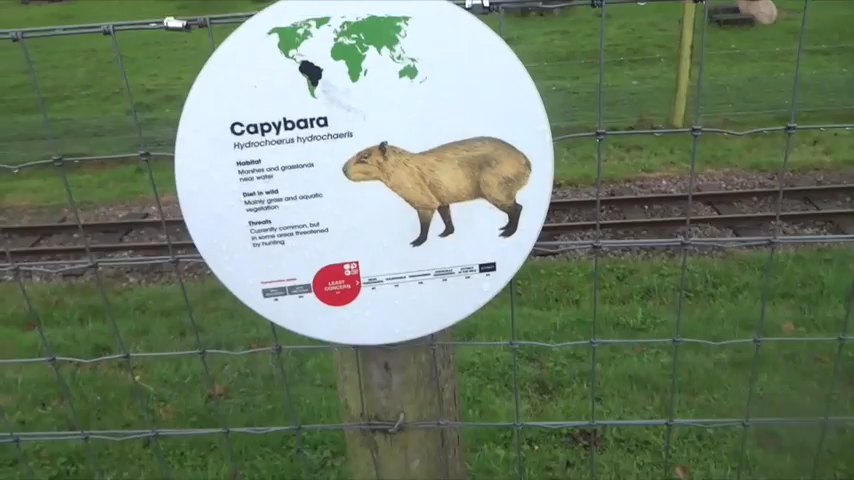 Capybara
Hydrochoerus hydrochaeris
Habitat
Marshes and grasslands
near water
Diet in wild
Mainly grass and aquatic
vegetation
Threats
Currently common, but
in some areas threatened
by hunting
LEAST
CONCERN